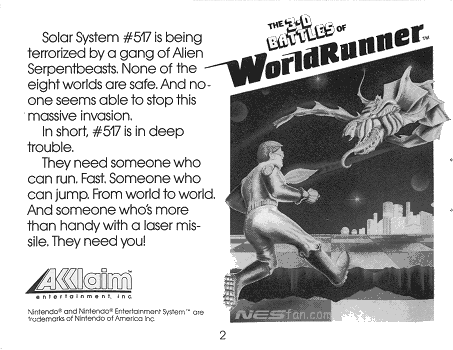 Solar System #517 is being
terrorized by a gang of Alien
Serpentbeasts. None of the
eight worlds are safe. And no-
one seems able to stop this
massive invasion.
In short, #517 is in deep
trouble.
They need someone who
can run. Fast. Someone who
can jump. From world to world.
And someone who's more
than handy with a laser mis-
sile. They need you!
AKKlaim
entertainment, inc.
Nintendo® and Nintendo Entertainment System™ are
trademarks of Nintendo of America Inc.
THE 3-D
BATTLES OF
WorldRunner™
NESfan.com
2